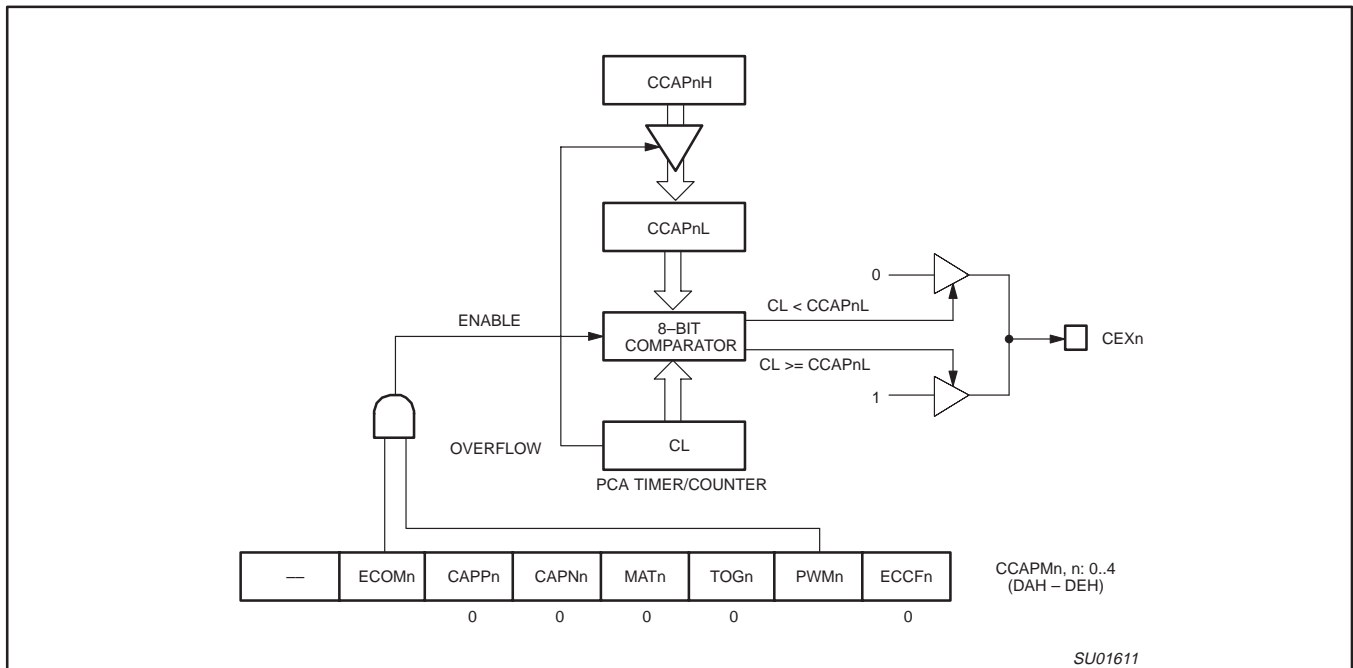 CCAPnH
CCAPnL
0
CL < CCAPnL
ENABLE
8–BIT
COMPARATOR
CEXn
CL >= CCAPnL
1
OVERFLOW
CL
PCA TIMER/COUNTER
— ECOMn CAPPn CAPNn MATn TOGn PWMn ECCFn
CCAPMn, n: 0..4
(DAH – DEH)
0 0 0 0 0
SU01611